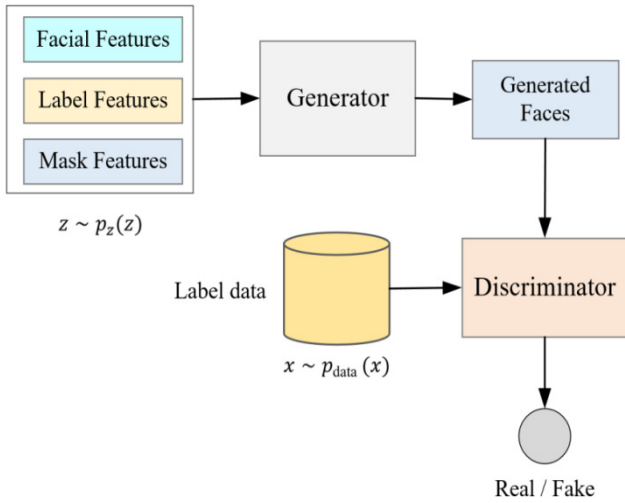 Facial Features
Label Features
Mask Features
z ~ p_z(z)
Generator
Generated
Faces
Label data
x ~ p_data (x)
Discriminator
Real / Fake